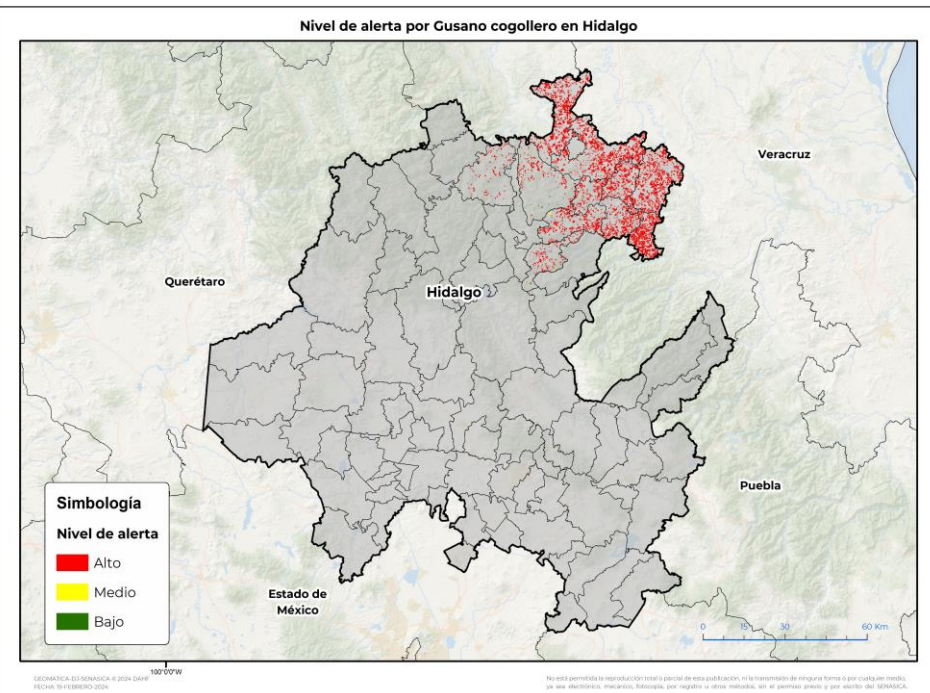 Nivel de alerta por Gusano cogollero en Hidalgo
Veracruz
Querétaro
Hidalgo
Puebla
Estado de
México
Simbología
Nivel de alerta
Alto
Medio
Bajo
0 15 30 60 Km
100°0'0"W
GEOMÁTICA-DJ-SENASICA-R 2024 DAHF
FECHA: 19-FEBRERO-2024
No está permitida la reproducción total o parcial de esta publicación, ni la transmisión de ninguna forma o por cualquier medio,
ya sea electrónico, mecánico, fotocopia, por registro u otros métodos, sin el permiso previo y por escrito del SENASICA.